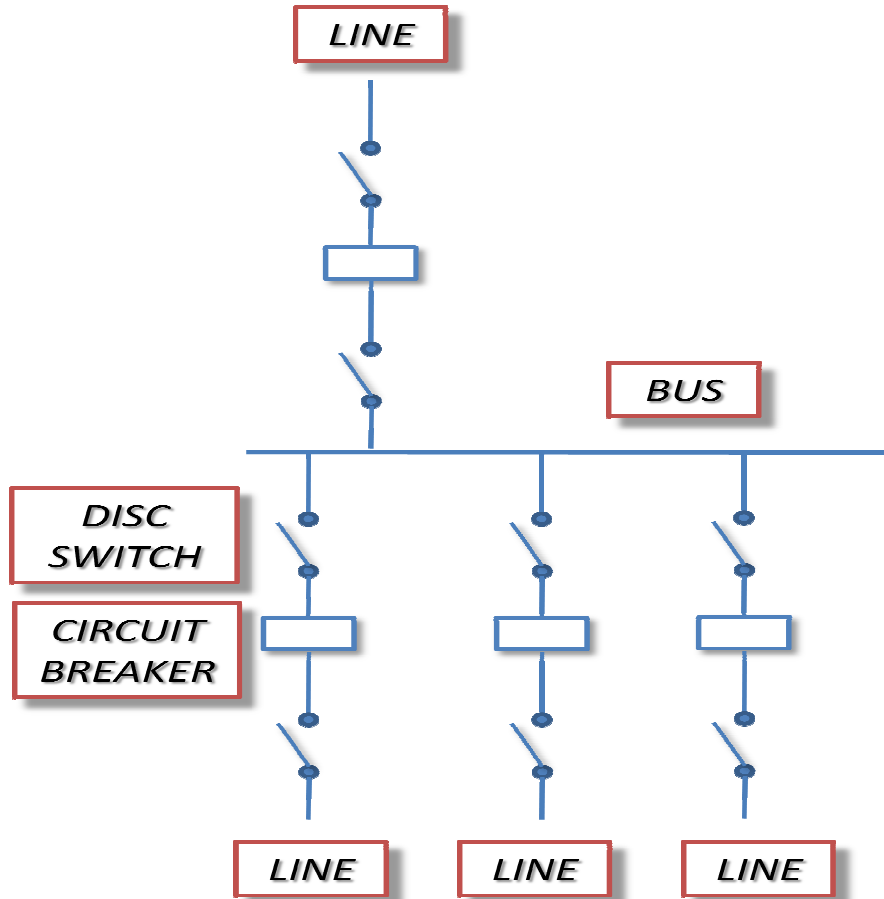 LINE
BUS
DISC
SWITCH
CIRCUIT
BREAKER
LINE
LINE
LINE